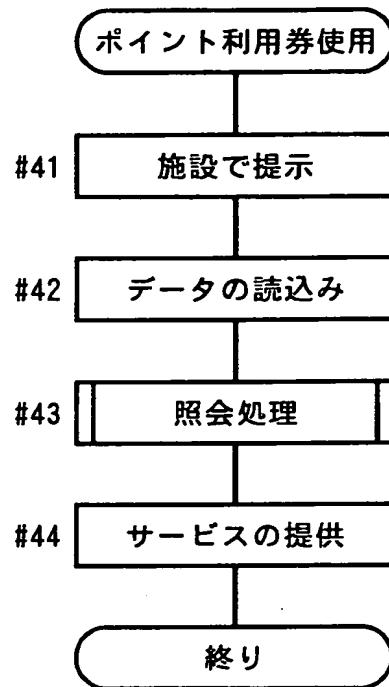 ポイント利用券使用
#41 施設で提示
#42 データの読込み
#43 照会処理
#44 サービスの提供
終り